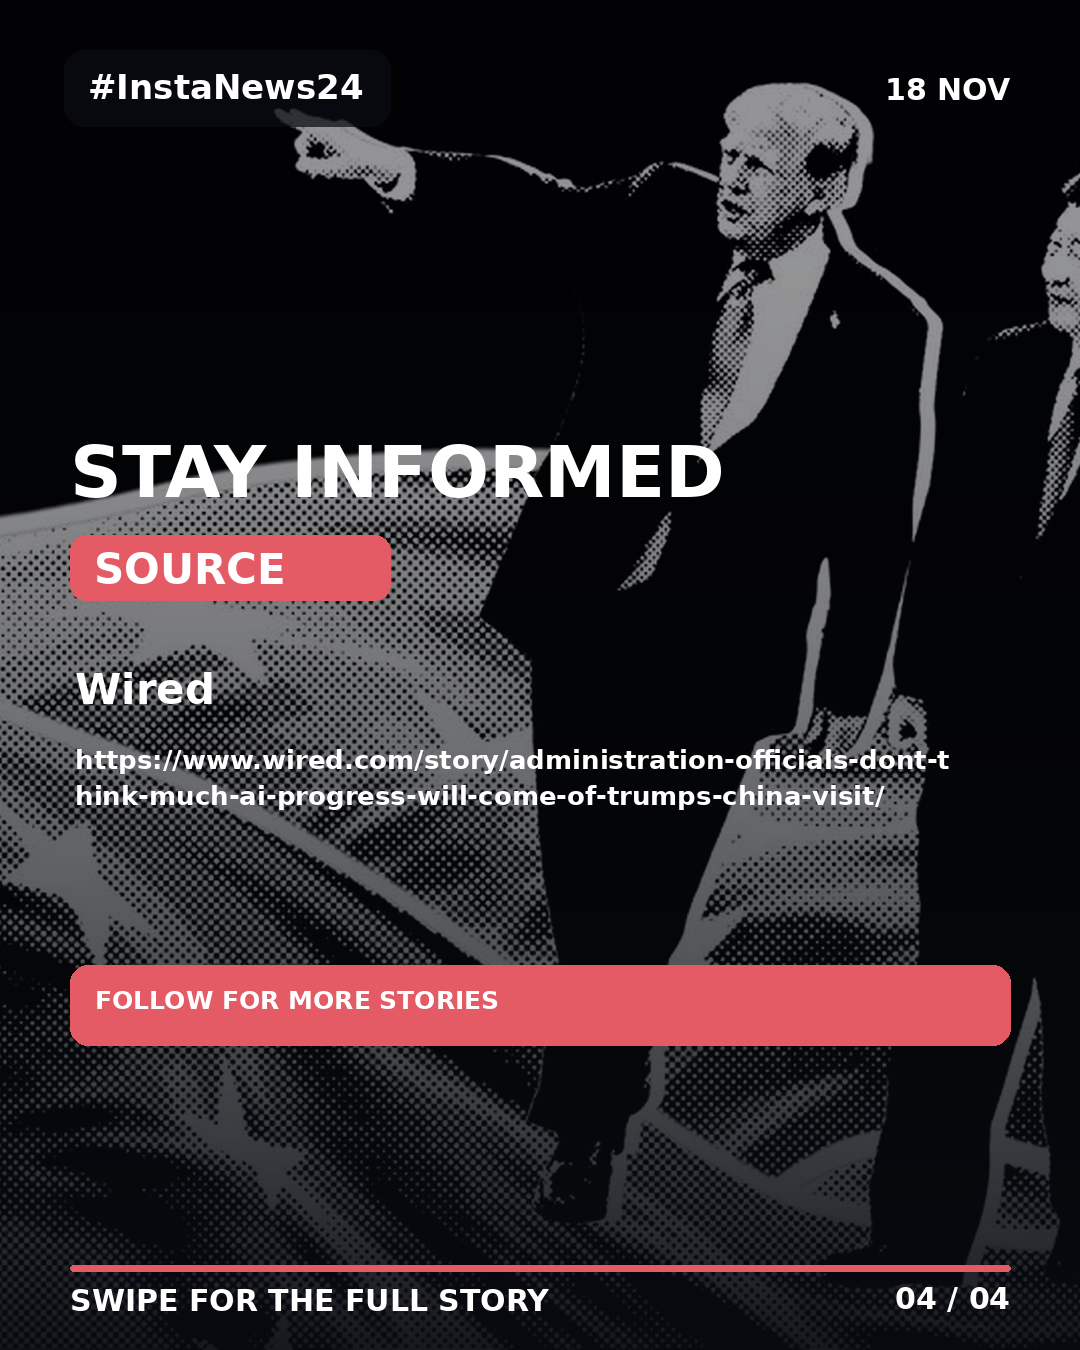 #InstaNews24
18 NOV
STAY INFORMED
SOURCE
Wired
https://www.wired.com/story/administration-officials-dont-t
hink-much-ai-progress-will-come-of-trumps-china-visit/
FOLLOW FOR MORE STORIES
SWIPE FOR THE FULL STORY
04 / 04